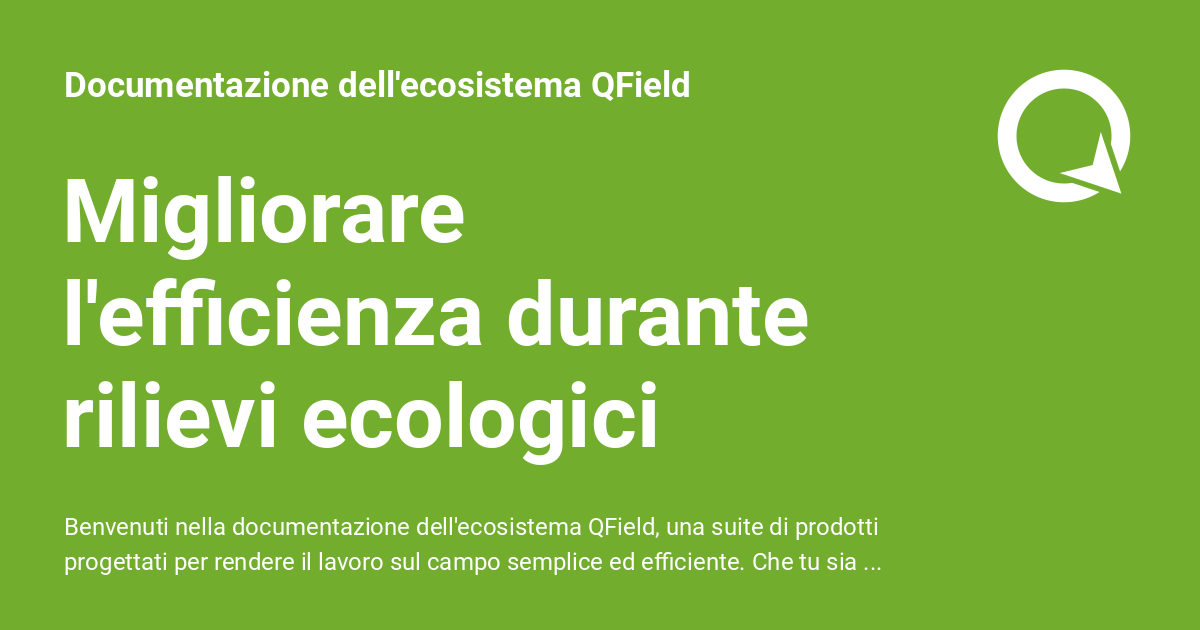 Documentazione dell'ecosistema QField
Migliorare
l'efficienza durante
rilievi ecologici
Benvenuti nella documentazione dell'ecosistema QField, una suite di prodotti
progettati per rendere il lavoro sul campo semplice ed efficiente. Che tu sia ...